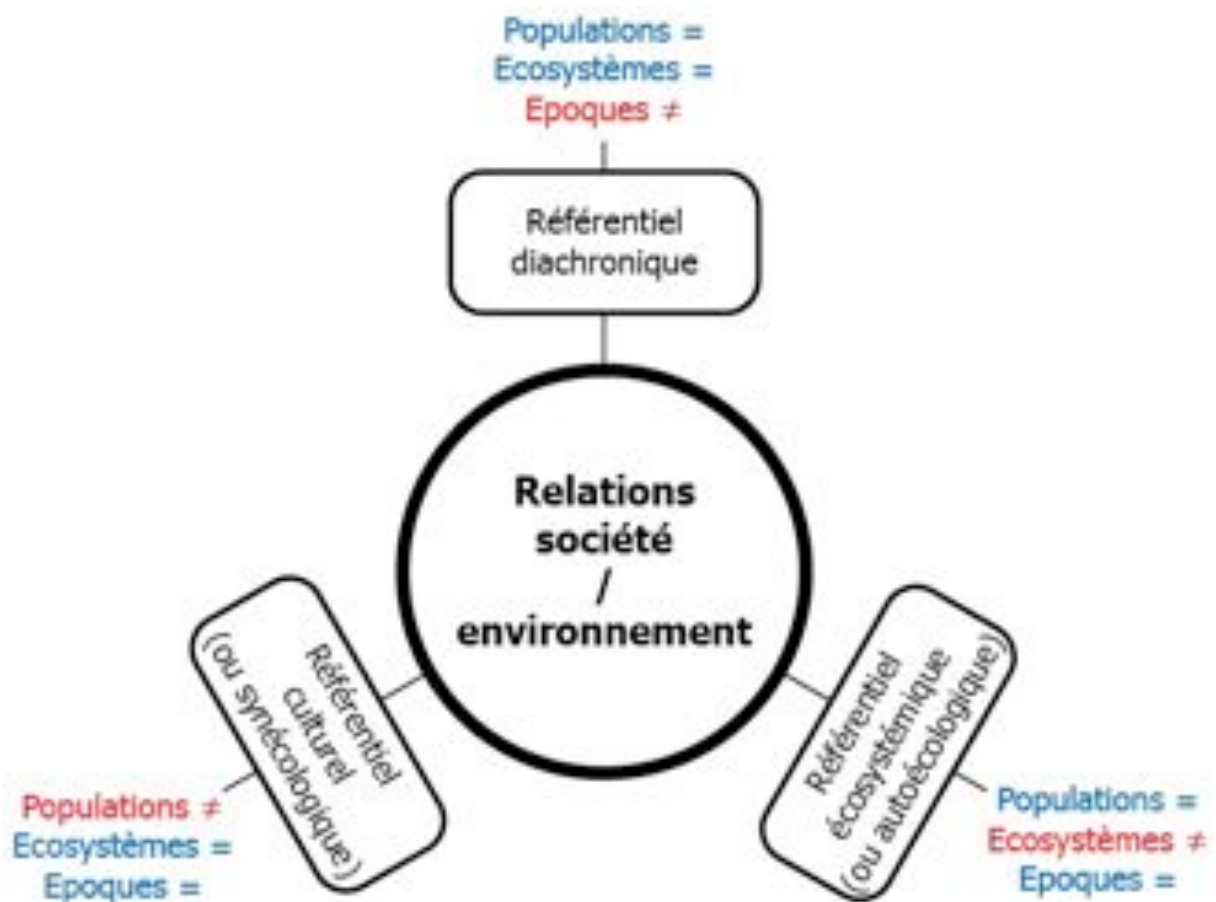 Populations =
Ecosystèmes =
Epoques ≠
Référentiel
diachronique
Relations
société
/
environnement
Référentiel
culturel
(ou synécologique)
Populations ≠
Ecosystèmes =
Epoques =
Référentiel
écosystémique
(ou autoécologique)
Populations =
Ecosystèmes ≠
Epoques =